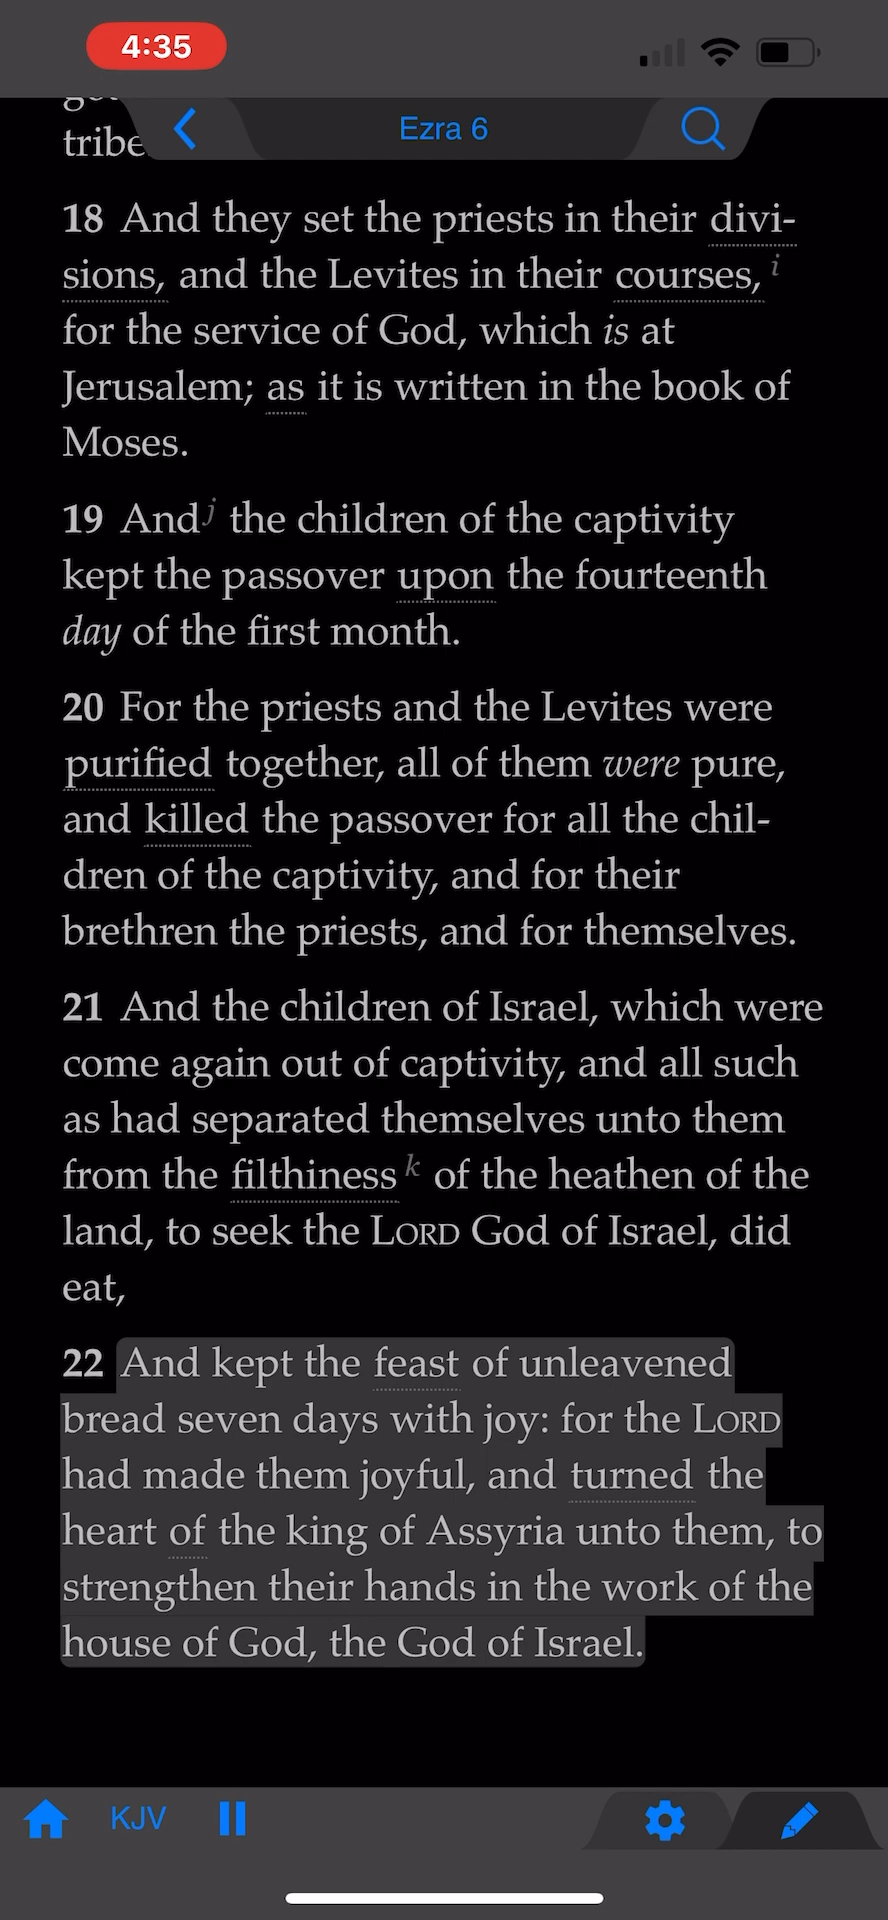 4:35
Ezra 6
tribe
18 And they set the priests in their divi-
sions, and the Levites in their courses, i
for the service of God, which is at
Jerusalem; as it is written in the book of
Moses.
19 And j the children of the captivity
kept the passover upon the fourteenth
day of the first month.
20 For the priests and the Levites were
purified together, all of them were pure,
and killed the passover for all the chil-
dren of the captivity, and for their
brethren the priests, and for themselves.
21 And the children of Israel, which were
come again out of captivity, and all such
as had separated themselves unto them
from the filthiness k of the heathen of the
land, to seek the LORD God of Israel, did
eat,
22 And kept the feast of unleavened
bread seven days with joy: for the LORD
had made them joyful, and turned the
heart of the king of Assyria unto them, to
strengthen their hands in the work of the
house of God, the God of Israel.
KJV